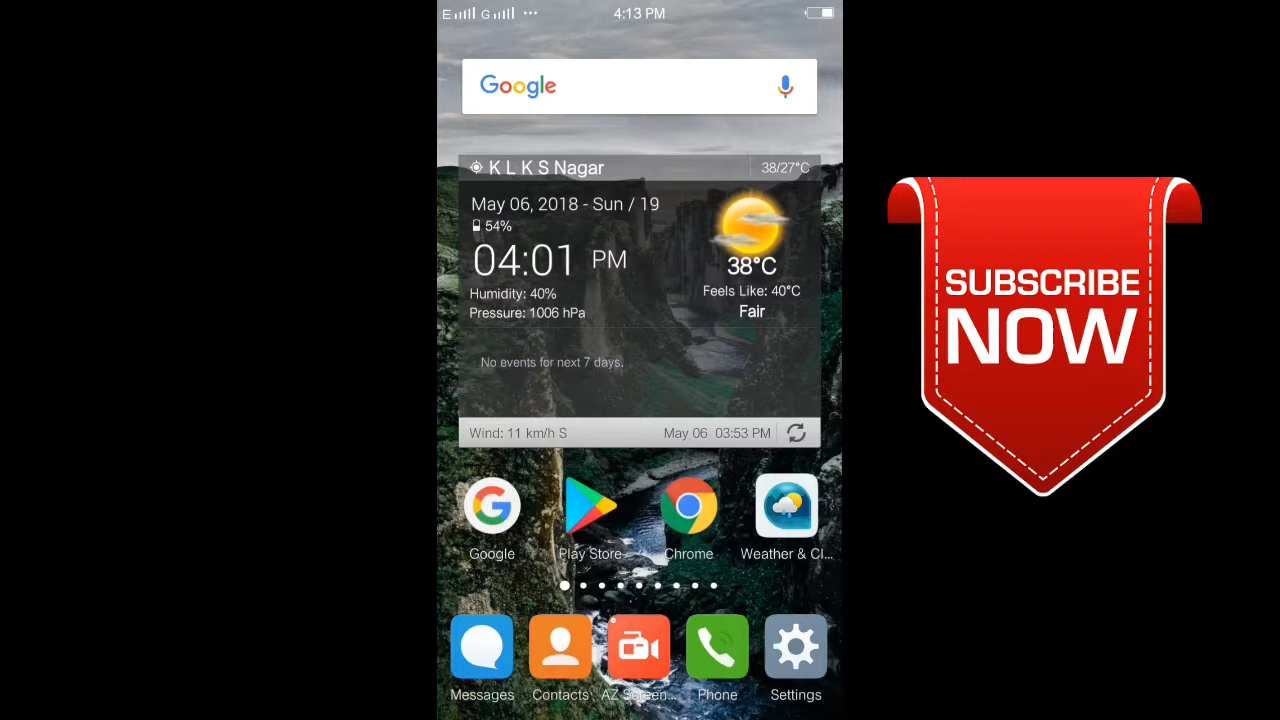 E G ... 4:13 PM
Google
K L K S Nagar 38/27°C
May 06, 2018 - Sun / 19
54%
04:01 PM
38°C
Humidity: 40%
Feels Like: 40°C
Pressure: 1006 hPa
Fair
No events for next 7 days.
Wind: 11 km/h S May 06 03:53 PM
Google Play Store Chrome Weather & Cl...
Messages Contacts AZ Screen... Phone Settings
SUBSCRIBE
NOW